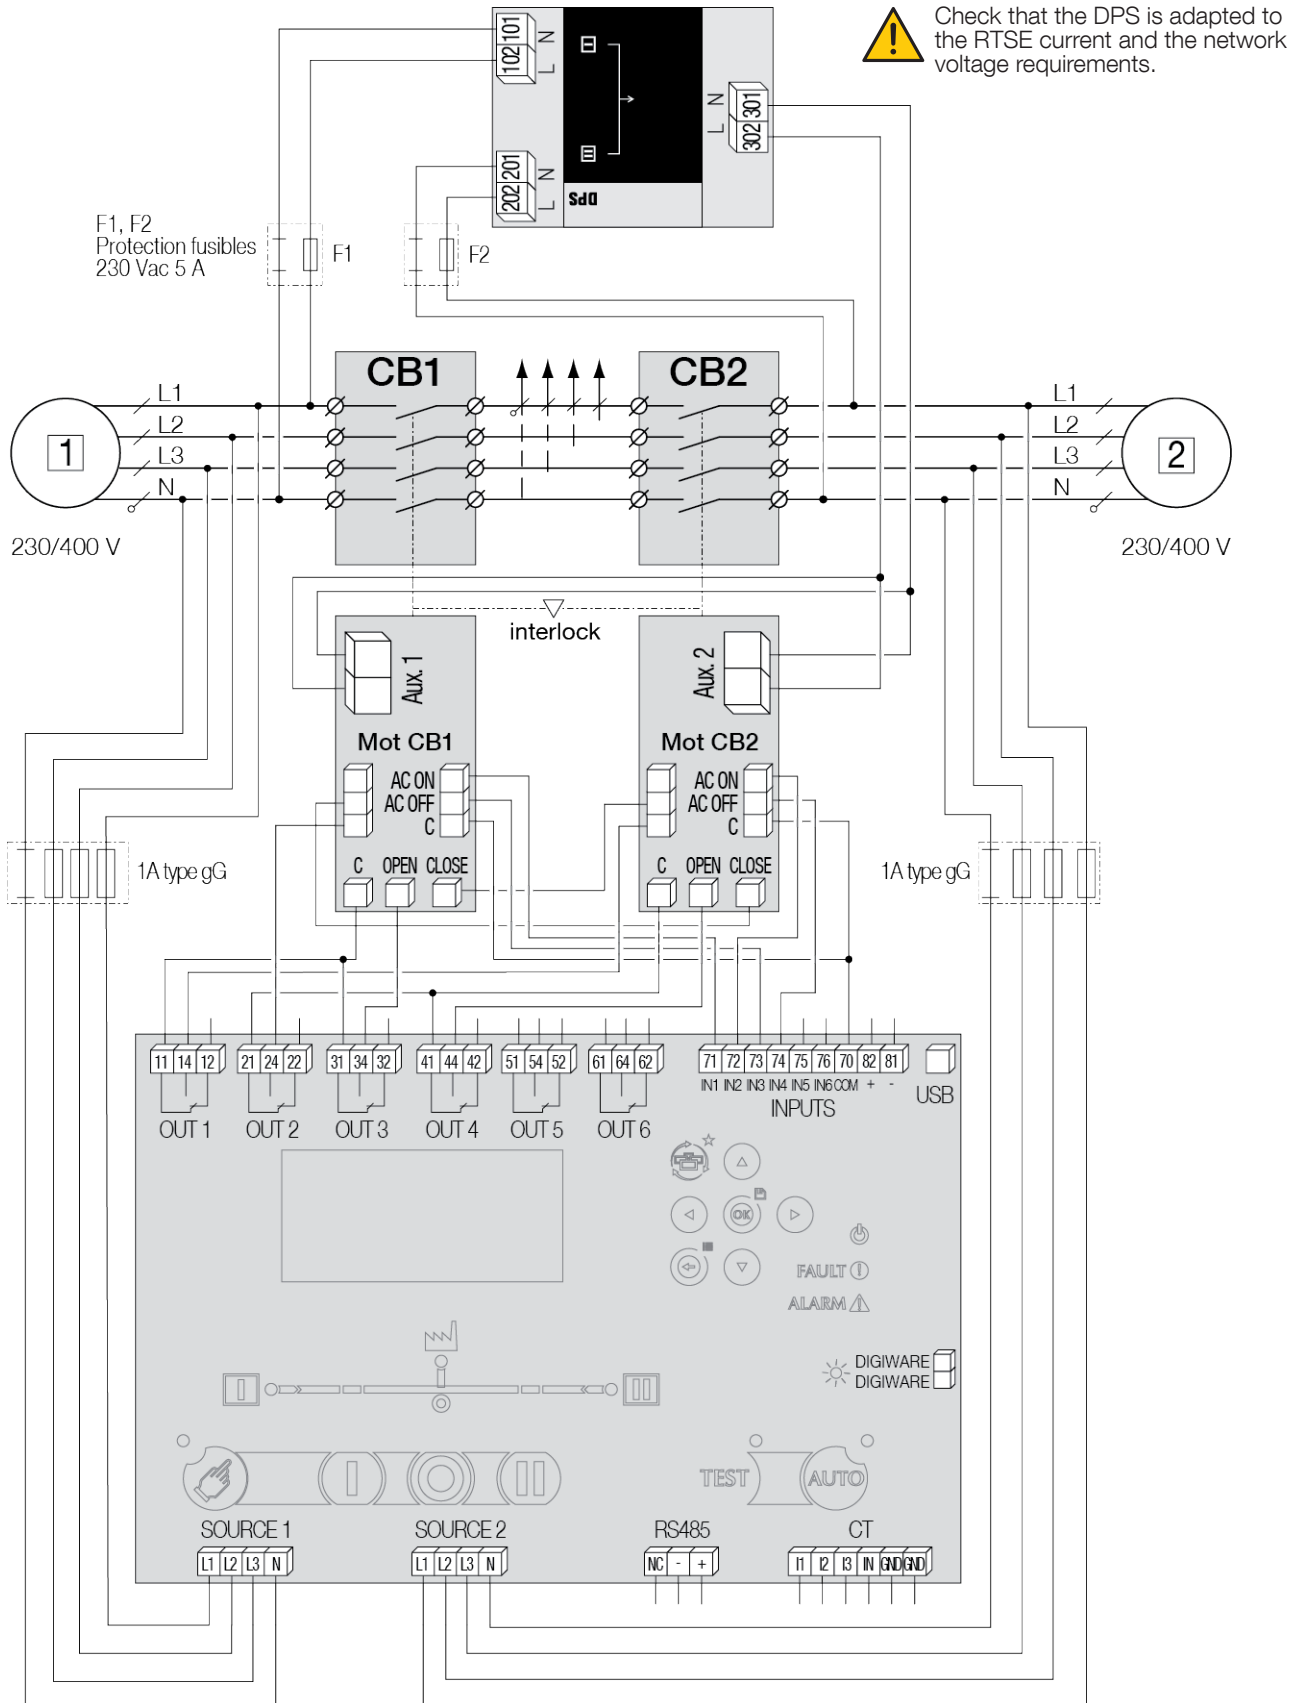 Check that the DPS is adapted to
the RTSE current and the network
voltage requirements.
101
102
N
L
I
II
201
202
N
L
DPS
N
L
301
302
F1, F2
Protection fusibles
230 Vac 5 A
F1
F2
CB1
CB2
L1
L2
L3
N
1
230/400 V
L1
L2
L3
N
2
230/400 V
interlock
Aux. 1
Mot CB1
AC ON
AC OFF
C
C OPEN CLOSE
Aux. 2
Mot CB2
AC ON
AC OFF
C
C OPEN CLOSE
1A type gG
1A type gG
11 14 12
21 24 22
31 34 32
41 44 42
51 54 52
61 64 62
71 72 73 74 75 76 70 82 81
IN1 IN2 IN3 IN4 IN5 IN6 COM + -
OUT 1
OUT 2
OUT 3
OUT 4
OUT 5
OUT 6
INPUTS
USB
OK
FAULT
ALARM
DIGIWARE
DIGIWARE
I
II
I
II
TEST
AUTO
SOURCE 1
SOURCE 2
RS485
CT
L1 L2 L3 N
L1 L2 L3 N
NC - +
I1 I2 I3 IN GND GND